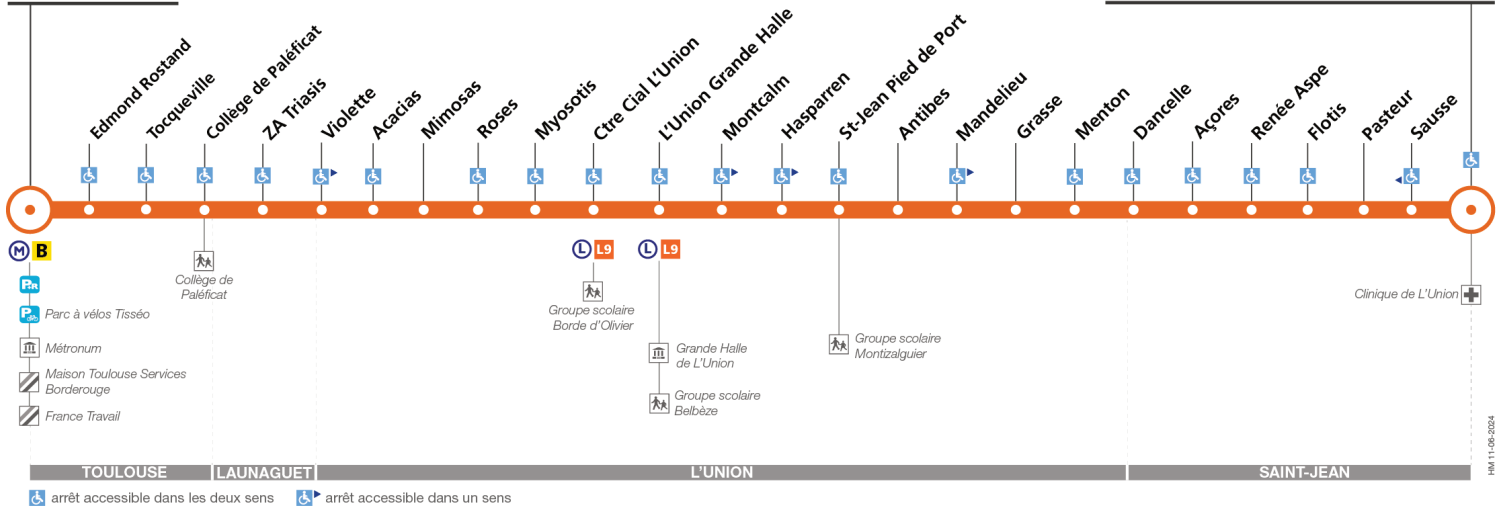 Edmond Rostand
Tocqueville
Collège de Paléficat
ZA Triasis
Violette
Acacias
Mimosas
Roses
Myosotis
Ctre Cial L'Union
L'Union Grande Halle
Montcalm
Hasparren
St-Jean Pied de Port
Antibes
Mandelieu
Grasse
Menton
Dancelle
Açores
Renée Aspe
Flotis
Pasteur
Sausse
M B
P+R
P
Parc à vélos Tisséo
Métronum
Maison Toulouse Services
Borderouge
France Travail
Collège de
Paléficat
L L9
Groupe scolaire
Borde d'Olivier
L L9
Grande Halle
de L'Union
Groupe scolaire
Belbèze
Groupe scolaire
Montizalguier
Clinique de L'Union
TOULOUSE
LAUNAGUET
L'UNION
SAINT-JEAN
HM 11-06-2024
arrêt accessible dans les deux sens
arrêt accessible dans un sens